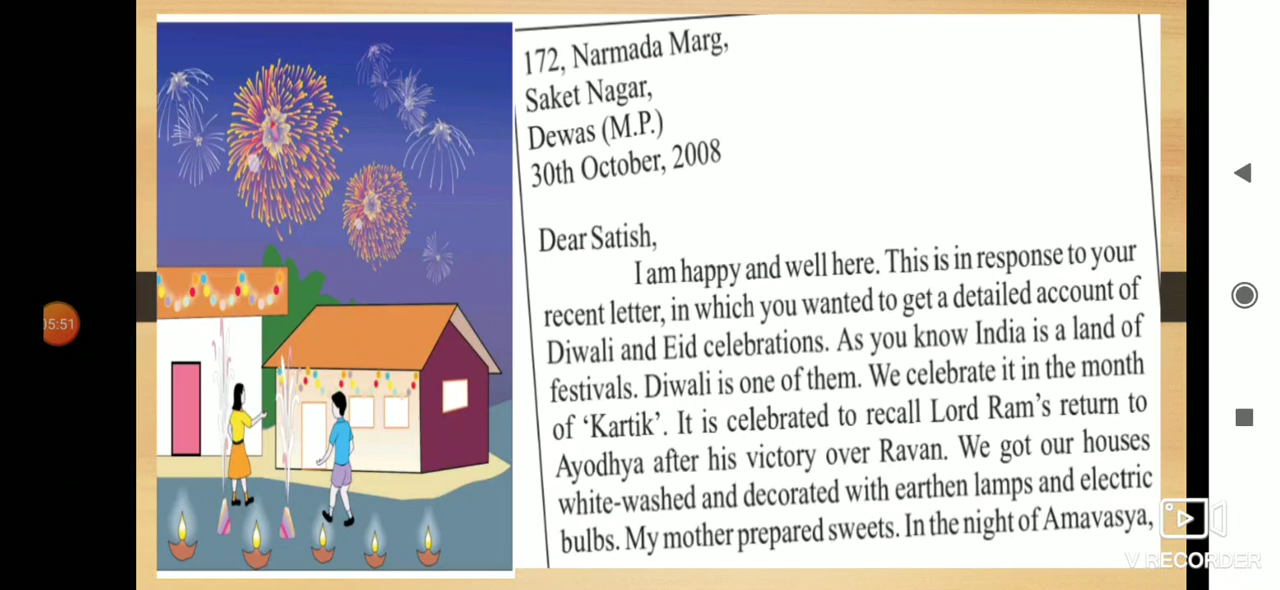 172, Narmada Marg,
Saket Nagar,
Dewas (M.P.)
30th October, 2008
Dear Satish,
I am happy and well here. This is in response to your
recent letter, in which you wanted to get a detailed account of
Diwali and Eid celebrations. As you know India is a land of
festivals. Diwali is one of them. We celebrate it in the month
of ‘Kartik’. It is celebrated to recall Lord Ram’s return to
Ayodhya after his victory over Ravan. We got our houses
white-washed and decorated with earthen lamps and electric
bulbs. My mother prepared sweets. In the night of Amavasya,
05:51
V RECORDER